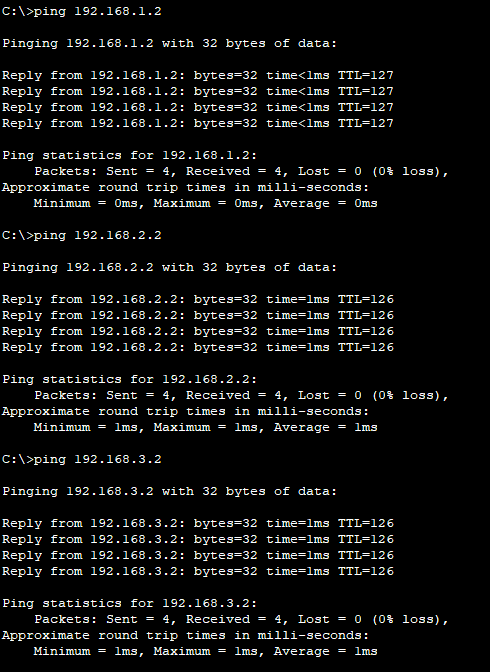 C:\>ping 192.168.1.2
Pinging 192.168.1.2 with 32 bytes of data:
Reply from 192.168.1.2: bytes=32 time<1ms TTL=127
Reply from 192.168.1.2: bytes=32 time<1ms TTL=127
Reply from 192.168.1.2: bytes=32 time<1ms TTL=127
Reply from 192.168.1.2: bytes=32 time<1ms TTL=127
Ping statistics for 192.168.1.2:
    Packets: Sent = 4, Received = 4, Lost = 0 (0% loss),
Approximate round trip times in milli-seconds:
    Minimum = 0ms, Maximum = 0ms, Average = 0ms
C:\>ping 192.168.2.2
Pinging 192.168.2.2 with 32 bytes of data:
Reply from 192.168.2.2: bytes=32 time=1ms TTL=126
Reply from 192.168.2.2: bytes=32 time=1ms TTL=126
Reply from 192.168.2.2: bytes=32 time=1ms TTL=126
Reply from 192.168.2.2: bytes=32 time=1ms TTL=126
Ping statistics for 192.168.2.2:
    Packets: Sent = 4, Received = 4, Lost = 0 (0% loss),
Approximate round trip times in milli-seconds:
    Minimum = 1ms, Maximum = 1ms, Average = 1ms
C:\>ping 192.168.3.2
Pinging 192.168.3.2 with 32 bytes of data:
Reply from 192.168.3.2: bytes=32 time=1ms TTL=126
Reply from 192.168.3.2: bytes=32 time=1ms TTL=126
Reply from 192.168.3.2: bytes=32 time=1ms TTL=126
Reply from 192.168.3.2: bytes=32 time=1ms TTL=126
Ping statistics for 192.168.3.2:
    Packets: Sent = 4, Received = 4, Lost = 0 (0% loss),
Approximate round trip times in milli-seconds:
    Minimum = 1ms, Maximum = 1ms, Average = 1ms